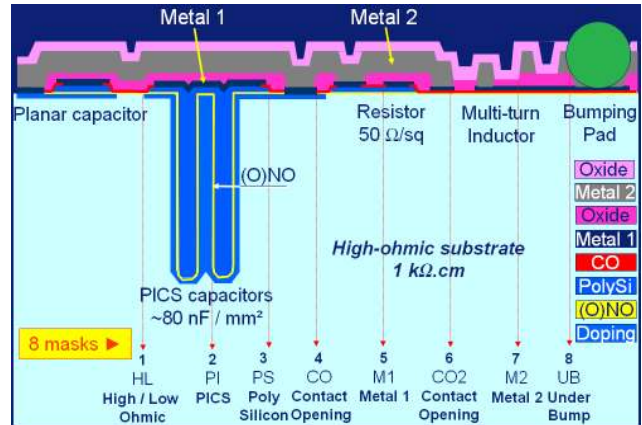 Metal 1
Metal 2
Planar capacitor
Resistor
50 Ω/sq
Multi-turn
Inductor
Bumping
Pad
(O)NO
High-ohmic substrate
1 kΩ.cm
PICS capacitors
~80 nF / mm²
Oxide
Metal 2
Oxide
Metal 1
CO
PolySi
(O)NO
Doping
8 masks ►
1
HL
High / Low
Ohmic
2
PI
PICS
3
PS
Poly
Silicon
4
CO
Contact
Opening
5
M1
Metal 1
6
CO2
Contact
Opening
7
M2
Metal 2
8
UB
Under
Bump